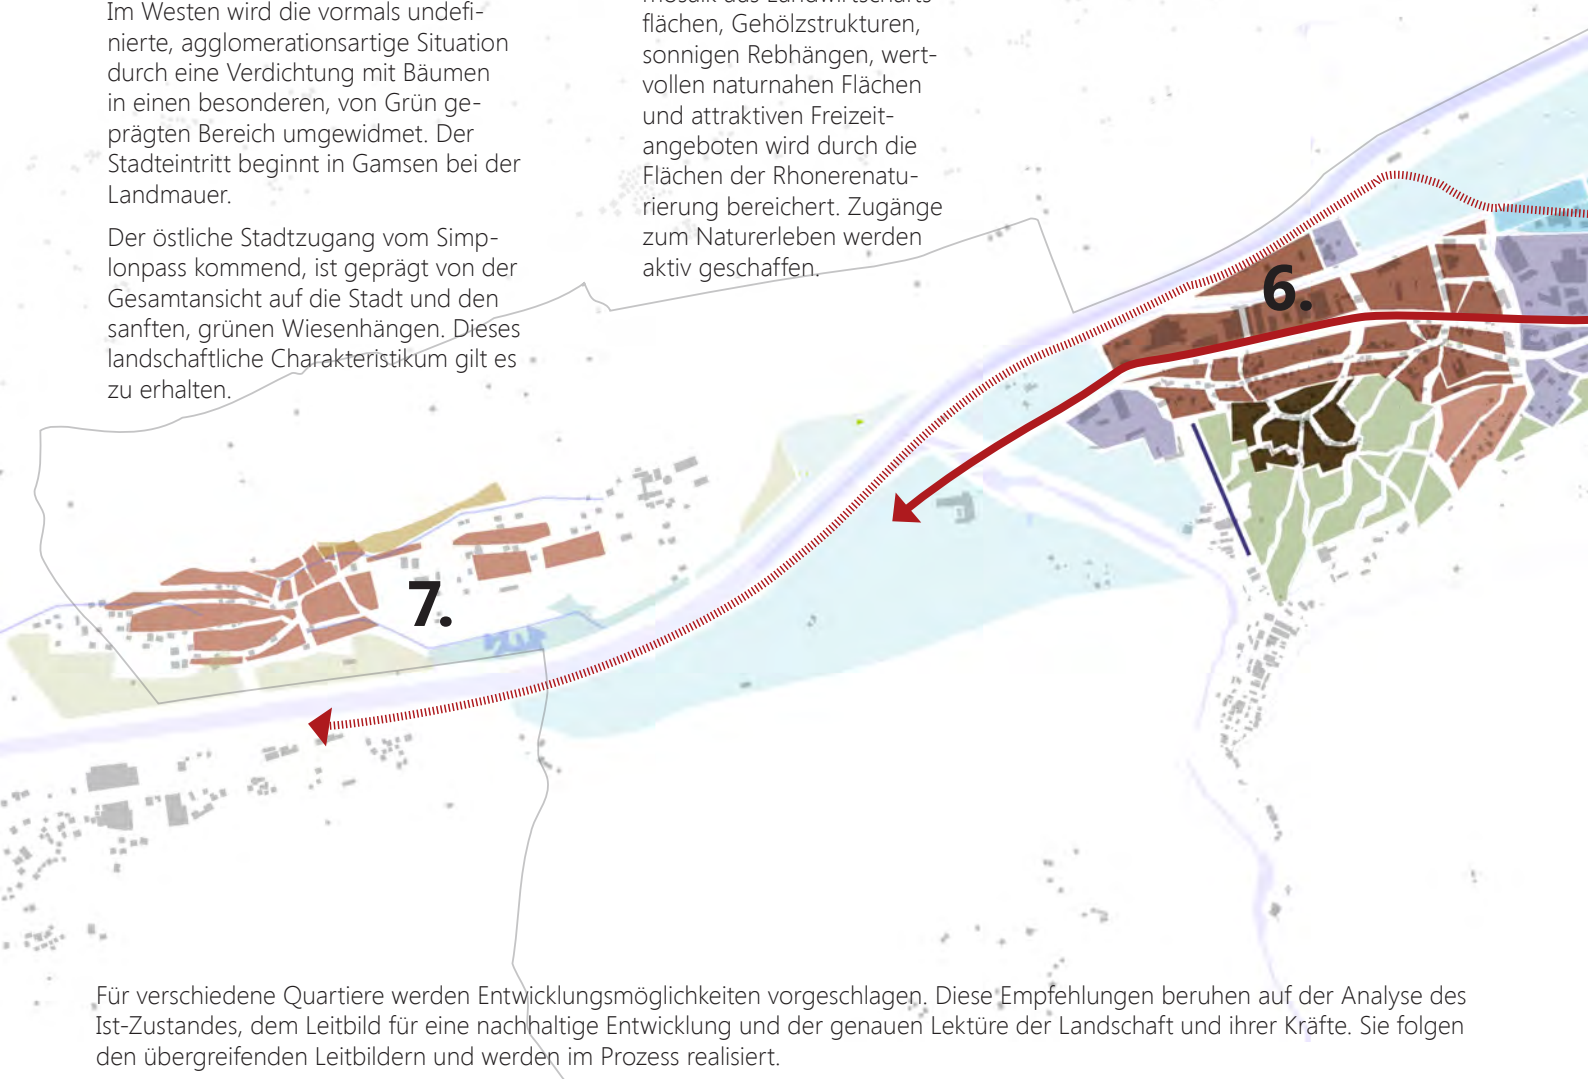 Im Westen wird die vormals undefi-
nierte, agglomerationsartige Situation
durch eine Verdichtung mit Bäumen
in einen besonderen, von Grün ge-
prägten Bereich umgewidmet. Der
Stadteintritt beginnt in Gamsen bei der
Landmauer.
Der östliche Stadtzugang vom Simp-
lonpass kommend, ist geprägt von der
Gesamtansicht auf die Stadt und den
sanften, grünen Wiesenhängen. Dieses
landschaftliche Charakteristikum gilt es
zu erhalten.
mosaik aus Landwirtschafts-
flächen, Gehölzstrukturen,
sonnigen Rebhängen, wert-
vollen naturnahen Flächen
und attraktiven Freizeit-
angeboten wird durch die
Flächen der Rhonerenatu-
rierung bereichert. Zugänge
zum Naturerleben werden
aktiv geschaffen.
6.
7.
Für verschiedene Quartiere werden Entwicklungsmöglichkeiten vorgeschlagen. Diese Empfehlungen beruhen auf der Analyse des
Ist-Zustandes, dem Leitbild für eine nachhaltige Entwicklung und der genauen Lektüre der Landschaft und ihrer Kräfte. Sie folgen
den übergreifenden Leitbildern und werden im Prozess realisiert.